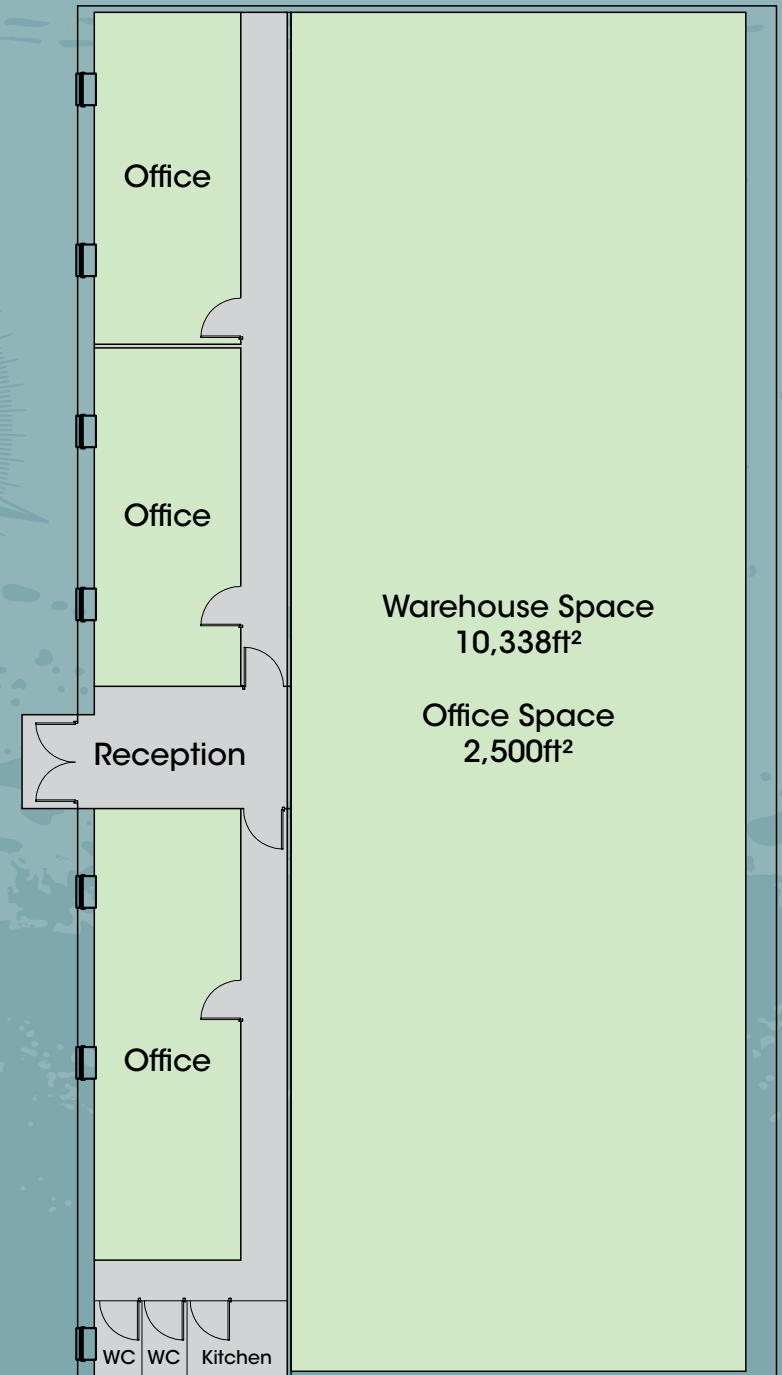 Office
Office
Warehouse Space
10,338ft²
Office Space
2,500ft²
Reception
Office
WC
WC
Kitchen